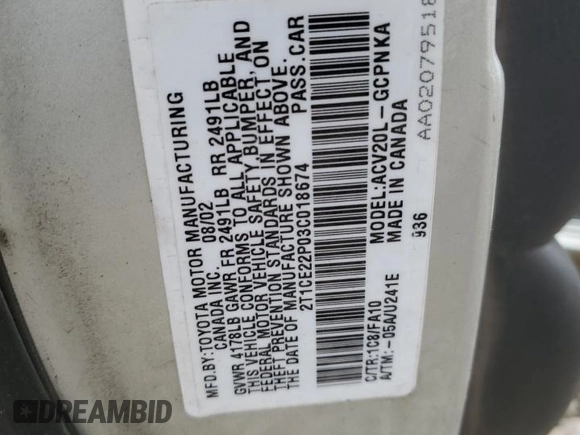 MFD.BY:TOYOTA MOTOR MANUFACTURING
CANADA INC. 08/02
GVWR 4178LB GAWR FR 2491LB RR 2491LB
THIS VEHICLE CONFORMS TO ALL APPLICABLE
FEDERAL MOTOR VEHICLE SAFETY,BUMPER, AND
THEFT PREVENTION STANDARDS IN EFFECT ON
THE DATE OF MANUFACTURE SHOWN ABOVE.
2T1CE22P03C018674 PASS.CAR
C/TR:1C8/FA10 MODEL:ACV20L-GCPNKA
A/TM:-05A/U241E MADE IN CANADA
936
AA02079518
DREAMBID